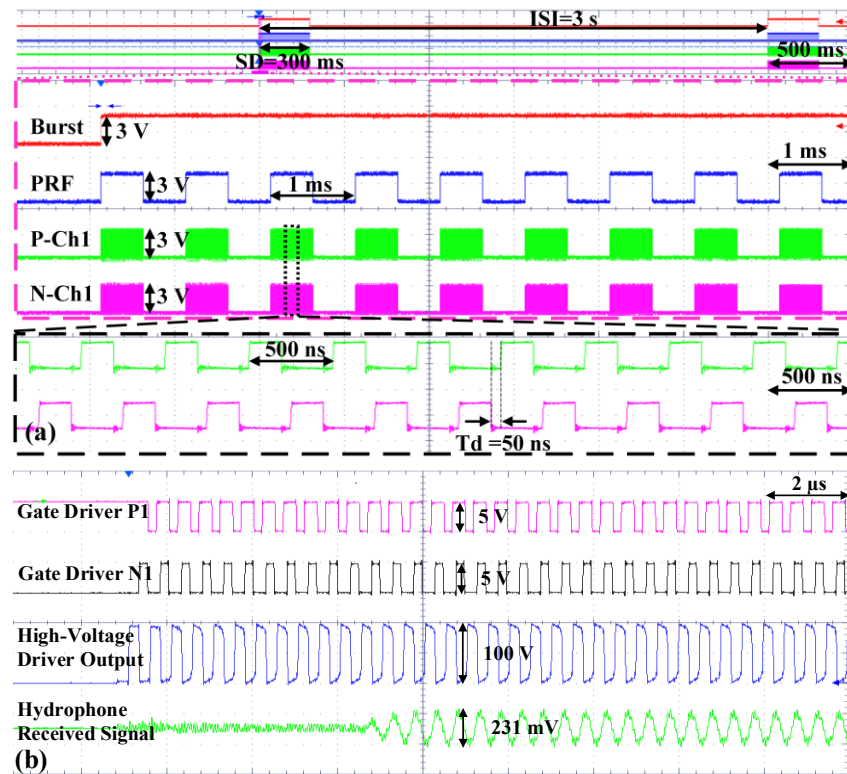 ISI=3 s
SD=300 ms
500 ms
Burst
3 V
1 ms
PRF
3 V
1 ms
P-Ch1
3 V
N-Ch1
3 V
500 ns
500 ns
(a)
Td =50 ns
2 µs
Gate Driver P1
5 V
Gate Driver N1
5 V
High-Voltage
Driver Output
100 V
Hydrophone
Received Signal
231 mV
(b)